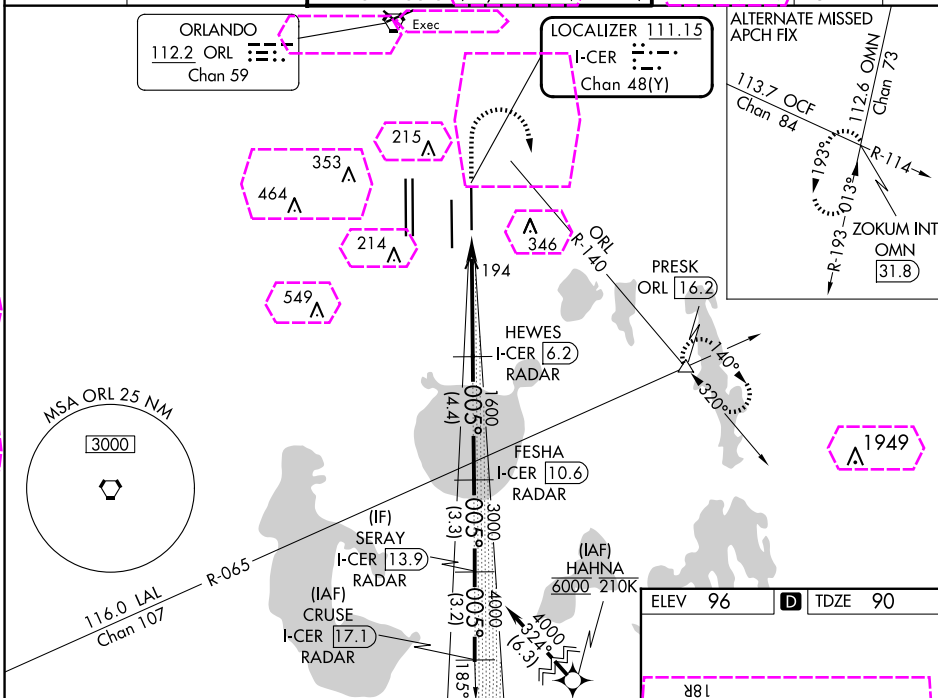 ORLANDO
112.2 ORL
Chan 59
Exec
LOCALIZER 111.15
I-CER
Chan 48(Y)
ALTERNATE MISSED
APCH FIX
113.7 OCF
Chan 84
112.6 OMN
Chan 73
R-114
193°
013°
R-193
ZOKUM INT
OMN
31.8
215
353
464
214
549
346
194
ORL
R-140
PRESK
ORL 16.2
140°
320°
HEWES
I-CER 6.2
RADAR
1600
005°
(4.4)
MSA ORL 25 NM
3000
1949
FESHA
I-CER 10.6
RADAR
3000
005°
(3.3)
(IF)
SERAY
I-CER 13.9
RADAR
4000
005°
(3.2)
(IAF)
HAHNA
6000 210K
R-065
116.0 LAL
Chan 107
(IAF)
CRUSE
I-CER 17.1
RADAR
185°
4000
324°
(6.3)
ELEV 96 D TDZE 90
18R